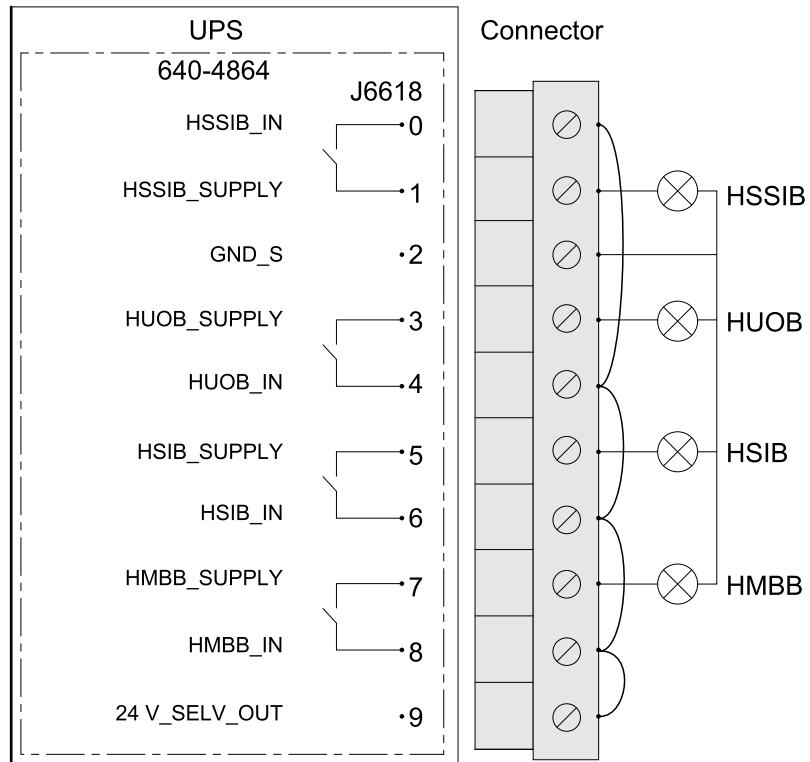 UPS Connector
640-4864
J6618
HSSIB_IN 0
HSSIB_SUPPLY 1 HSSIB
GND_S 2
HUOB_SUPPLY 3 HUOB
HUOB_IN 4
HSIB_SUPPLY 5 HSIB
HSIB_IN 6
HMBB_SUPPLY 7 HMBB
HMBB_IN 8
24 V_SELV_OUT 9